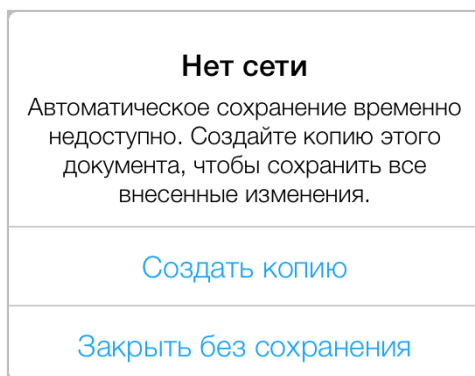 Нет сети
Автоматическое сохранение временно
недоступно. Создайте копию этого
документа, чтобы сохранить все
внесенные изменения.
Создать копию
Закрыть без сохранения